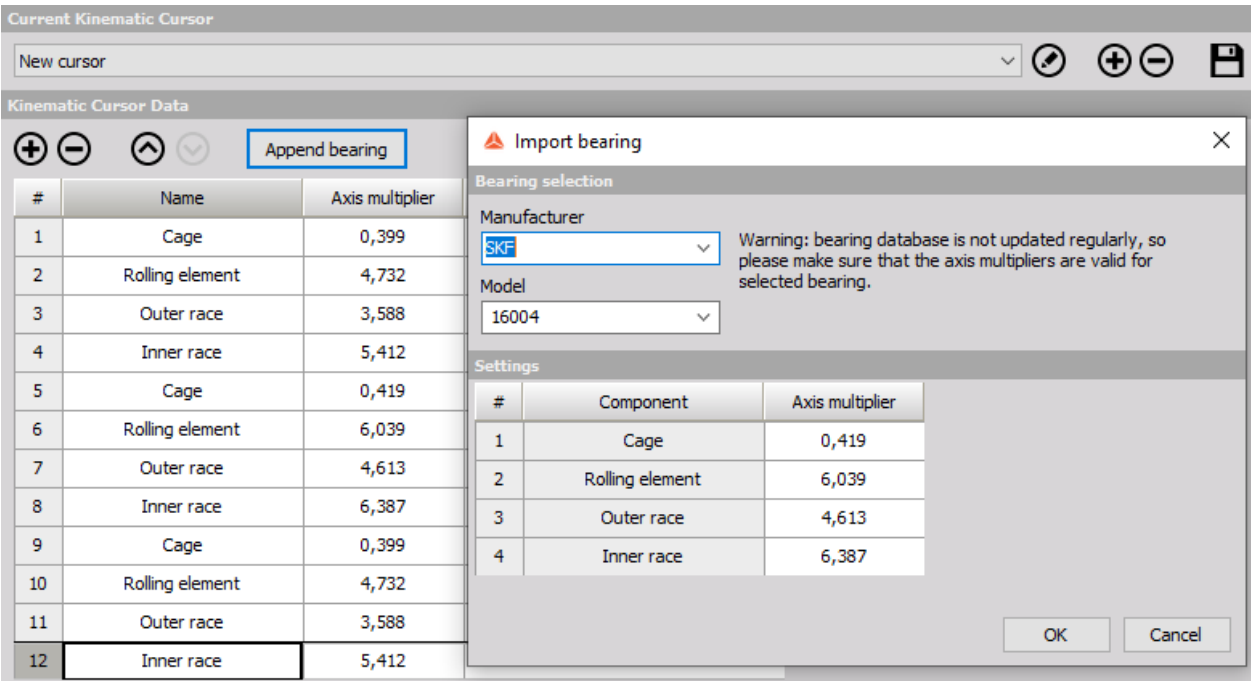 Current Kinematic Cursor
New cursor
Kinematic Cursor Data
Append bearing
# Name Axis multiplier
1 Cage 0,399
2 Rolling element 4,732
3 Outer race 3,588
4 Inner race 5,412
5 Cage 0,419
6 Rolling element 6,039
7 Outer race 4,613
8 Inner race 6,387
9 Cage 0,399
10 Rolling element 4,732
11 Outer race 3,588
12 Inner race 5,412
Import bearing
Bearing selection
Manufacturer
SKF
Model
16004
Warning: bearing database is not updated regularly, so
please make sure that the axis multipliers are valid for
selected bearing.
Settings
# Component Axis multiplier
1 Cage 0,419
2 Rolling element 6,039
3 Outer race 4,613
4 Inner race 6,387
OK Cancel